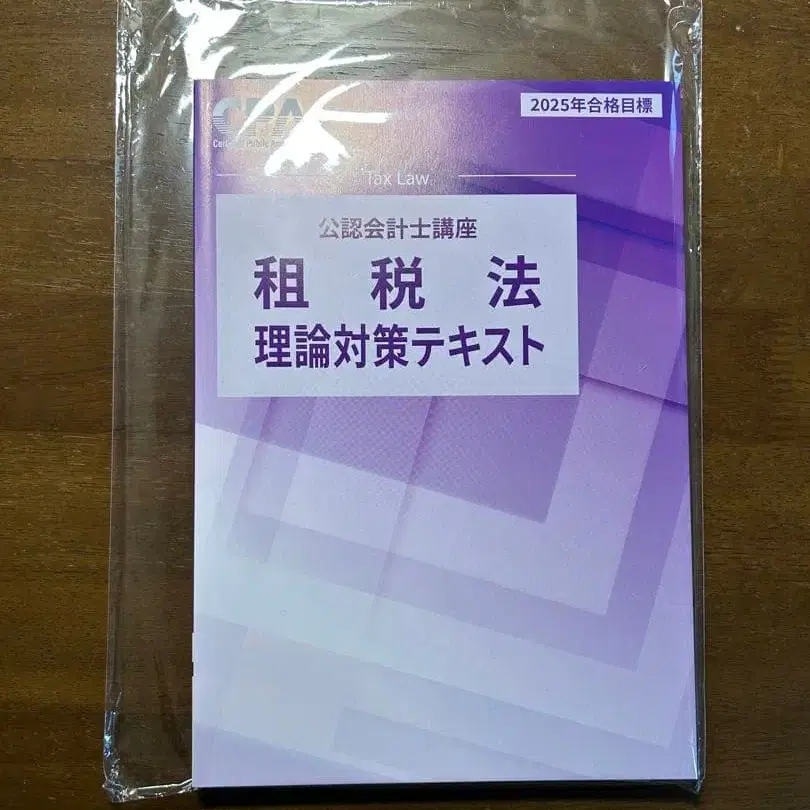 CPA
2025年合格目標
Tax Law
公認会計士講座
租税法
理論対策テキスト